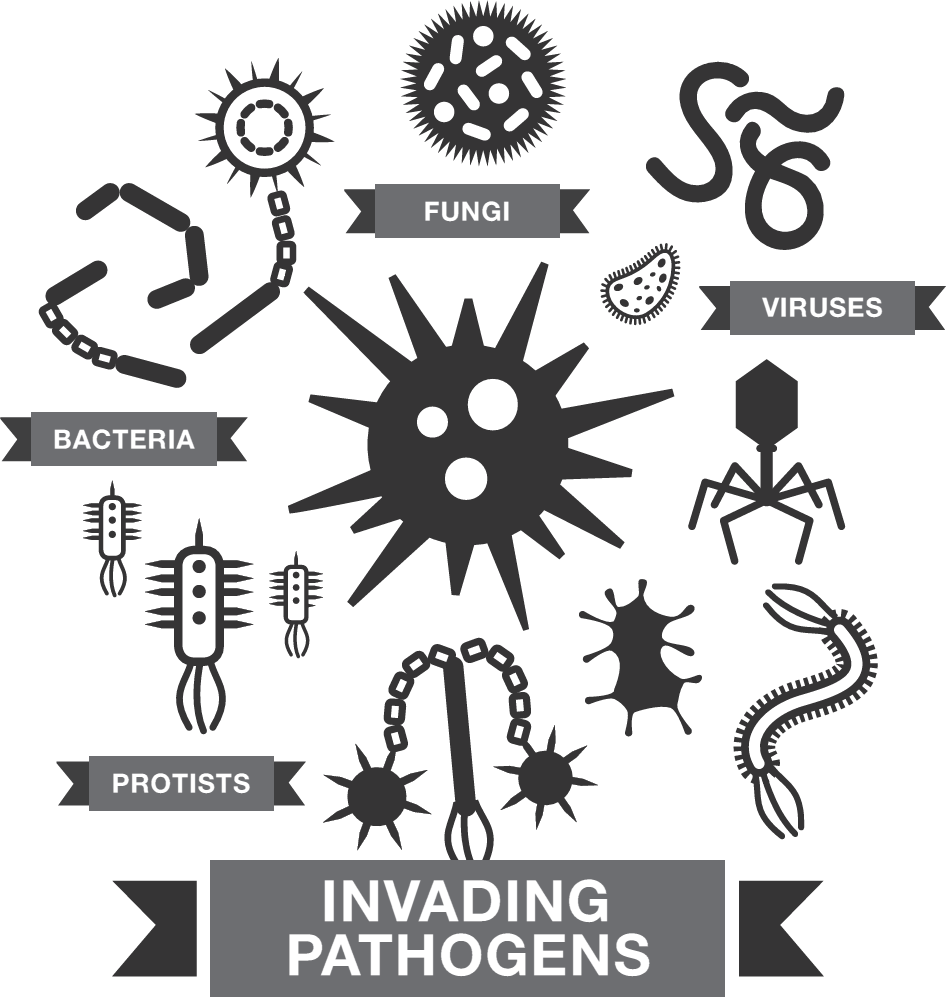 FUNGI
VIRUSES
BACTERIA
PROTISTS
INVADING
PATHOGENS